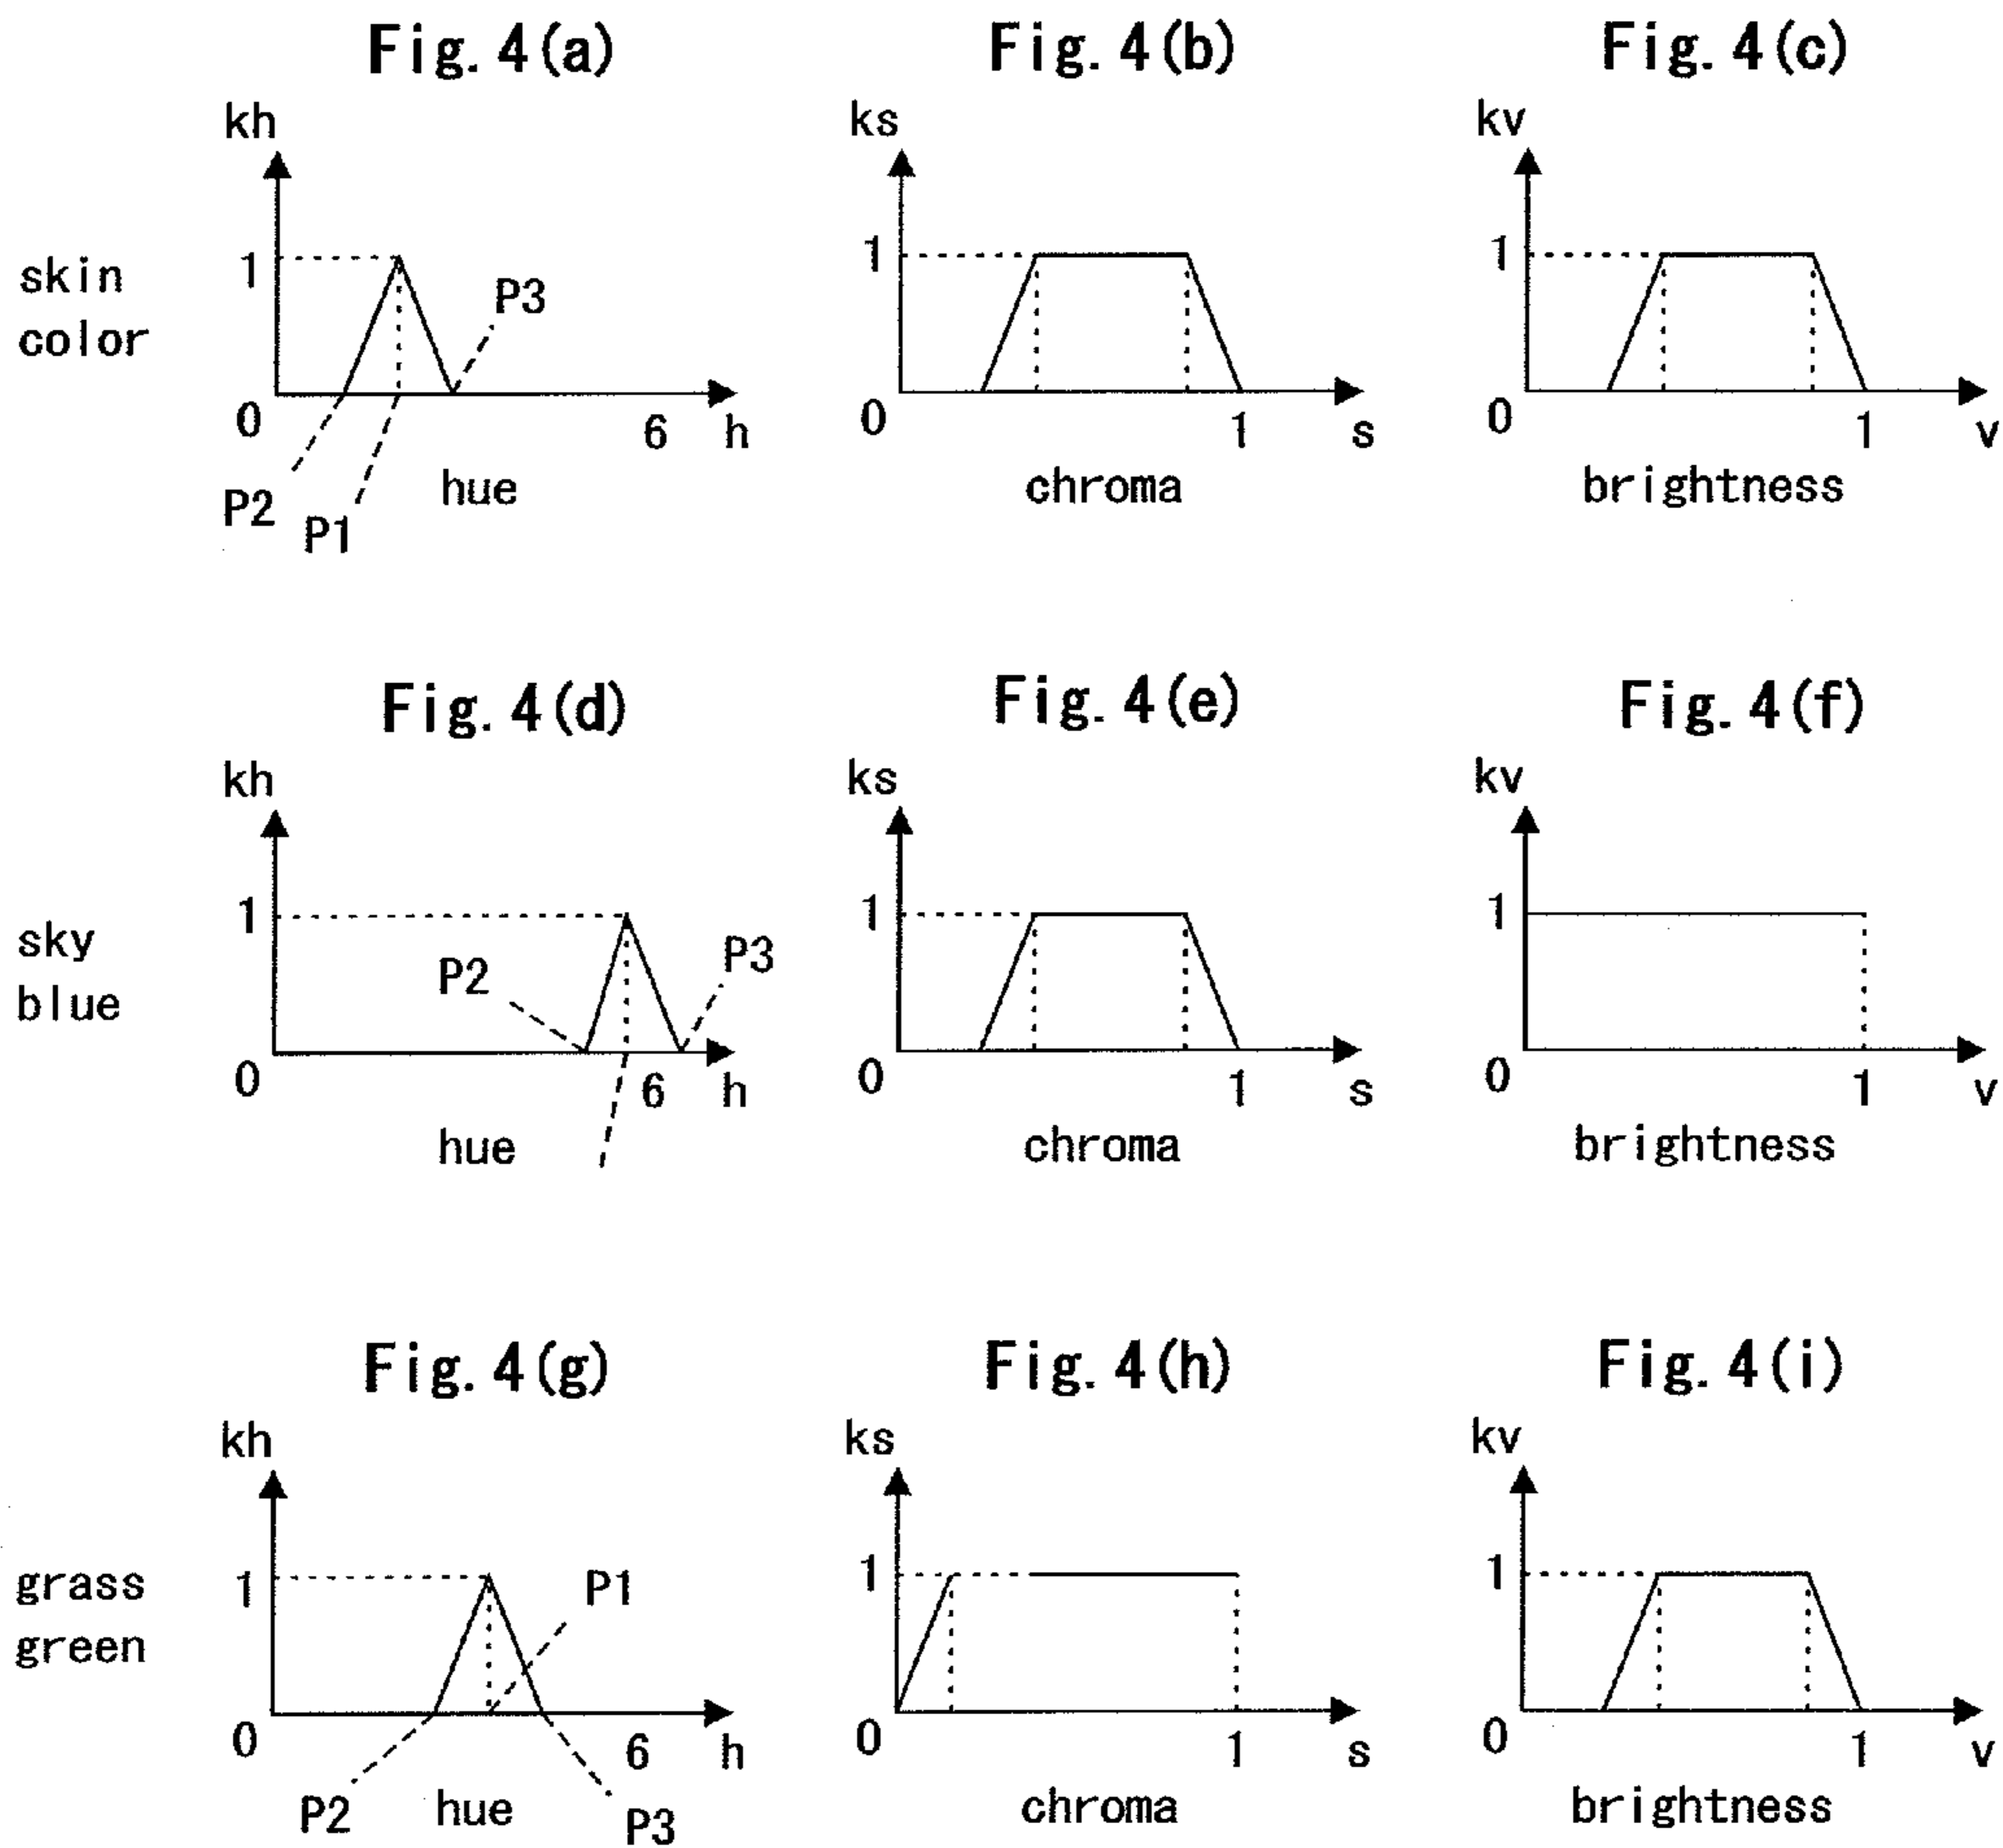 Fig. 4(a)
kh
1
skin
color
P3
0
6
h
P2
P1
hue
Fig. 4(b)
ks
1
0
1
s
chroma
Fig. 4(c)
kv
1
0
1
v
brightness
Fig. 4(d)
kh
1
sky
blue
P2
P3
0
6
h
hue
Fig. 4(e)
ks
1
0
1
s
chroma
Fig. 4(f)
kv
1
0
1
v
brightness
Fig. 4(g)
kh
1
grass
green
P1
0
6
h
P2
hue
P3
Fig. 4(h)
ks
1
0
1
s
chroma
Fig. 4(i)
kv
1
0
1
v
brightness